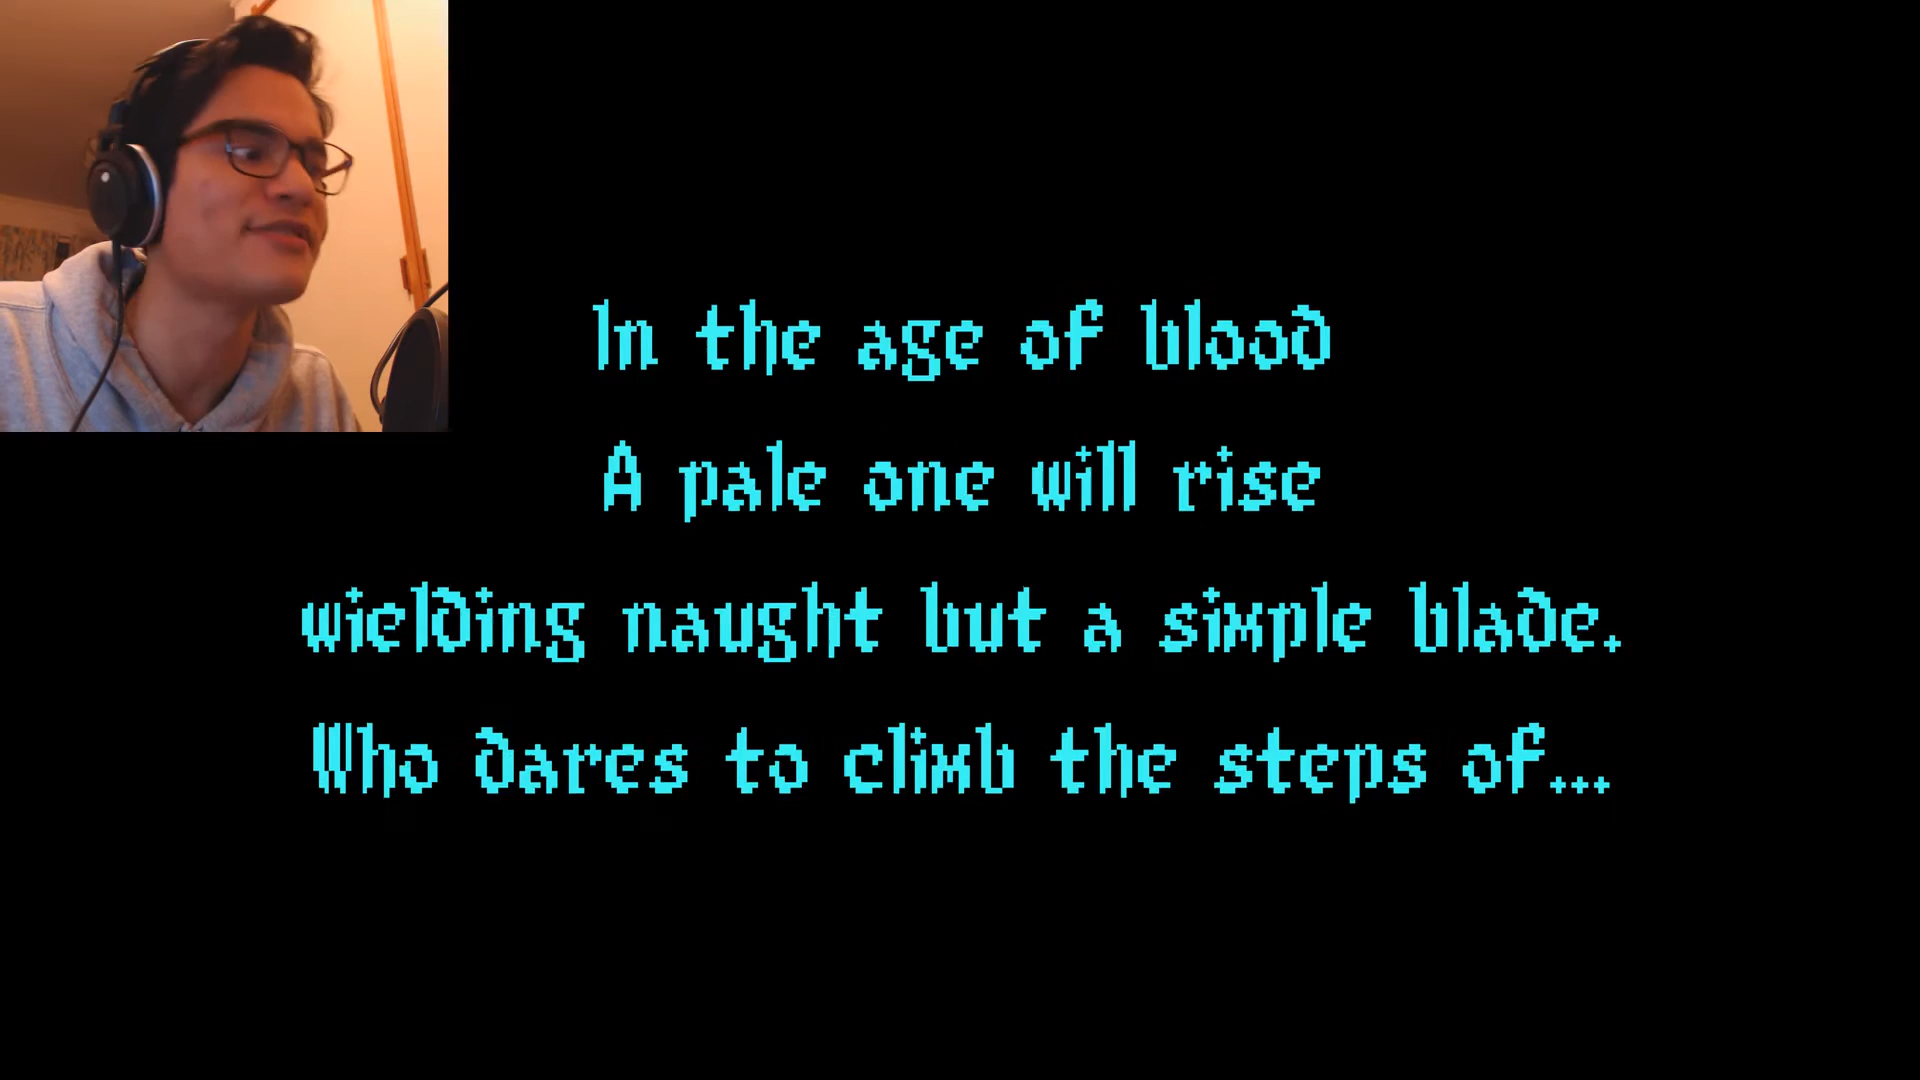 In the age of blood
A pale one will rise
wielding naught but a simple blade.
Who dares to climb the steps of...